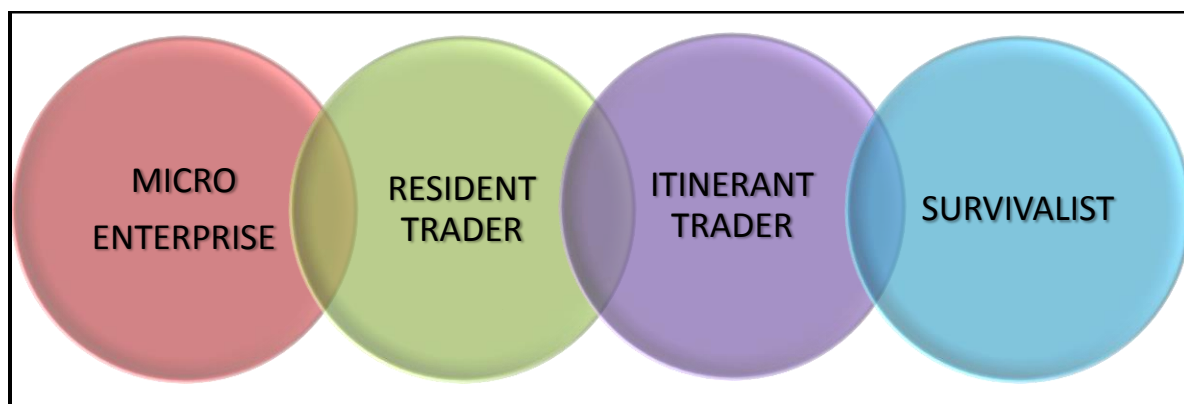 MICRO
ENTERPRISE
RESIDENT
TRADER
ITINERANT
TRADER
SURVIVALIST